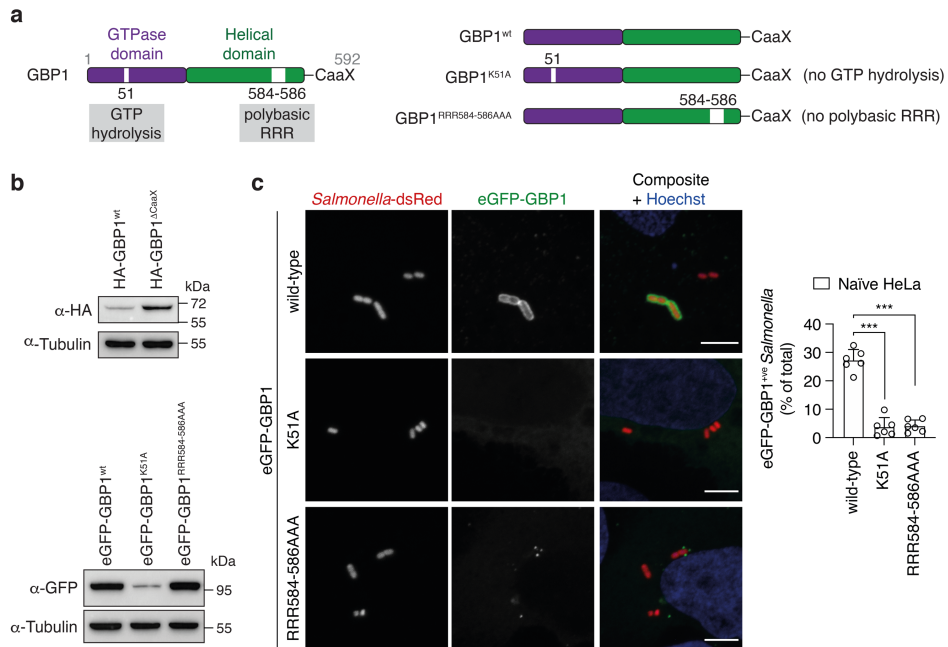 a
GTPase
domain
Helical
domain
1
592
GBP1
CaaX
51
584-586
GTP
hydrolysis
polybasic
RRR
GBP1wt
CaaX
51
GBP1K51A
CaaX
(no GTP hydrolysis)
584-586
GBP1RRR584-586AAA
CaaX
(no polybasic RRR)
b
HA-GBP1wt
HA-GBP1ΔCaaX
kDa
α-HA
72
55
α-Tubulin
55
eGFP-GBP1wt
eGFP-GBP1K51A
eGFP-GBP1RRR584-586AAA
kDa
α-GFP
95
α-Tubulin
55
c
Salmonella-dsRed
eGFP-GBP1
Composite
+ Hoechst
eGFP-GBP1
wild-type
K51A
RRR584-586AAA
Naïve HeLa
***
***
eGFP-GBP1+ve Salmonella
(% of total)
40
30
20
10
0
wild-type
K51A
RRR584-586AAA